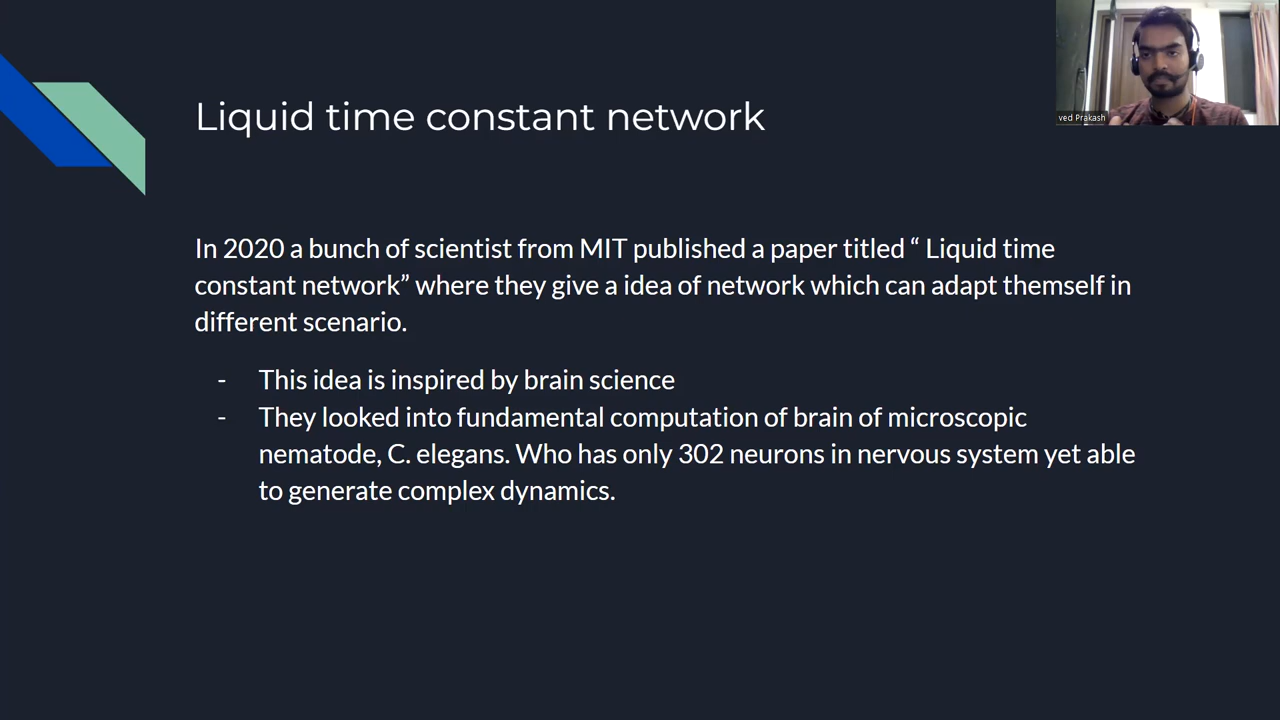 Liquid time constant network
ved Prakash
In 2020 a bunch of scientist from MIT published a paper titled “ Liquid time
constant network” where they give a idea of network which can adapt themself in
different scenario.
- This idea is inspired by brain science
- They looked into fundamental computation of brain of microscopic
nematode, C. elegans. Who has only 302 neurons in nervous system yet able
to generate complex dynamics.